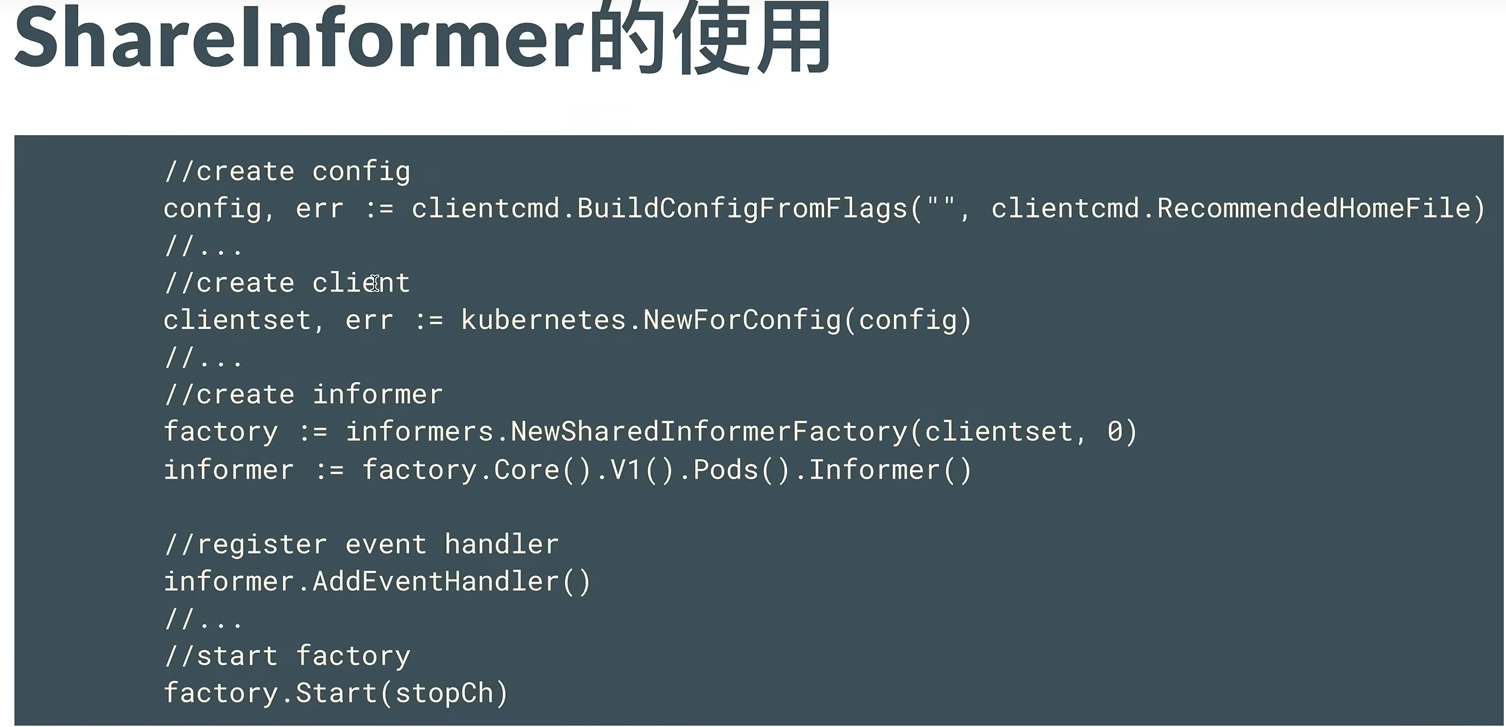 ShareInformer的使用
//create config
config, err := clientcmd.BuildConfigFromFlags("", clientcmd.RecommendedHomeFile)
//...
//create client
clientset, err := kubernetes.NewForConfig(config)
//...
//create informer
factory := informers.NewSharedInformerFactory(clientset, 0)
informer := factory.Core().V1().Pods().Informer()
//register event handler
informer.AddEventHandler()
//...
//start factory
factory.Start(stopCh)